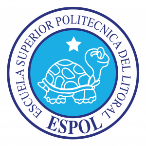 ESCUELA SUPERIOR POLITECNICA DEL LITORAL
ESPOL